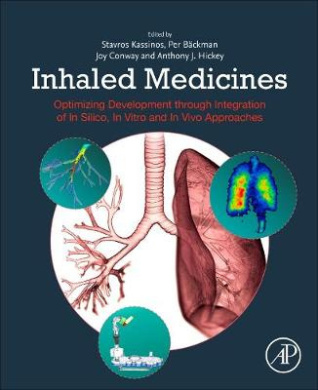 Edited by
Stavros Kassinos, Per Bäckman
Joy Conway and Anthony J. Hickey
Inhaled Medicines
Optimizing Development through Integration
of In Silico, In Vitro and In Vivo Approaches
AP